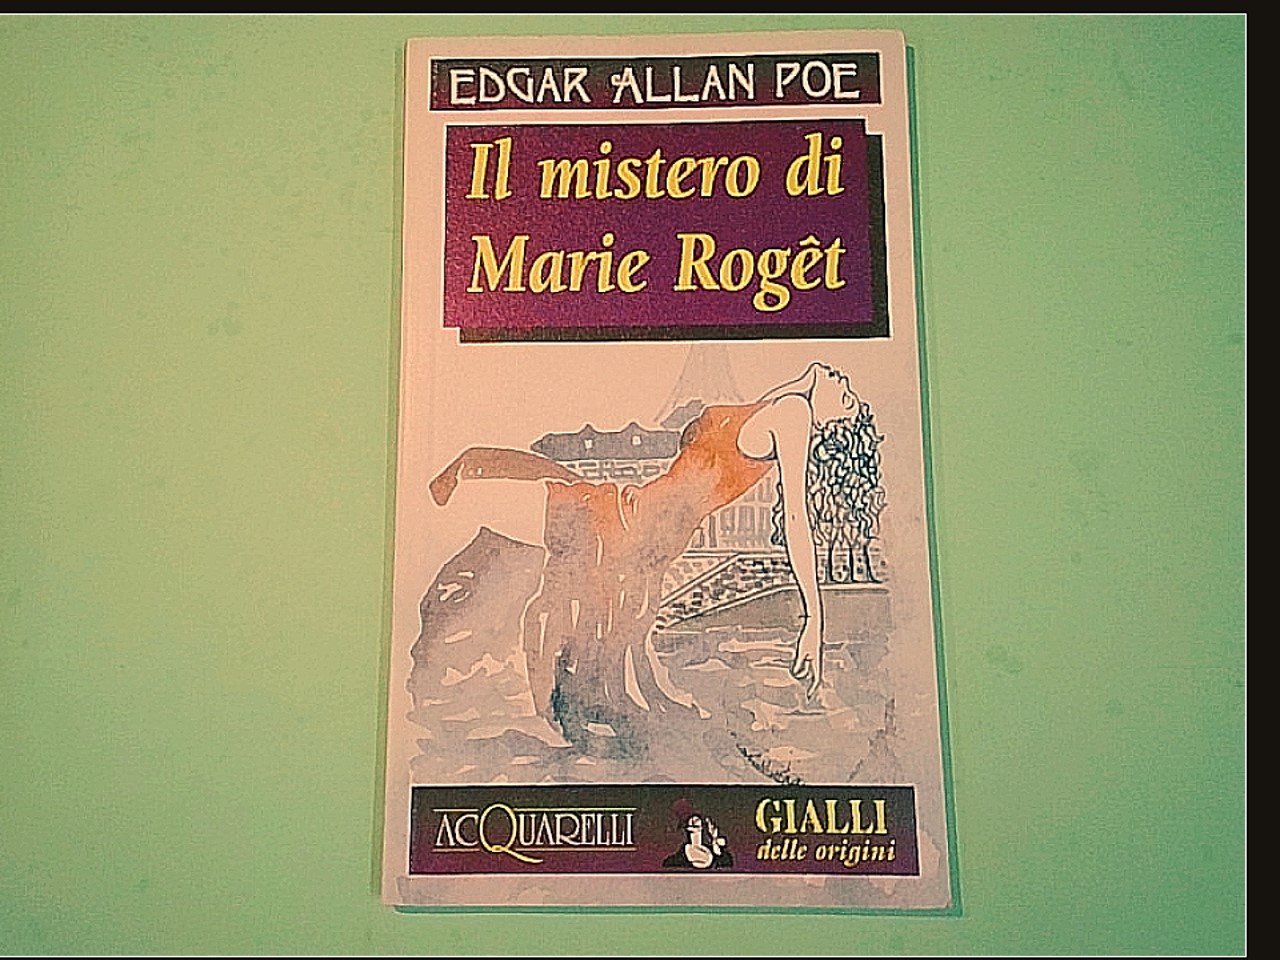 EDGAR ALLAN POE
Il mistero di
Marie Rogêt
ACQUARELLI
GIALLI
delle origini